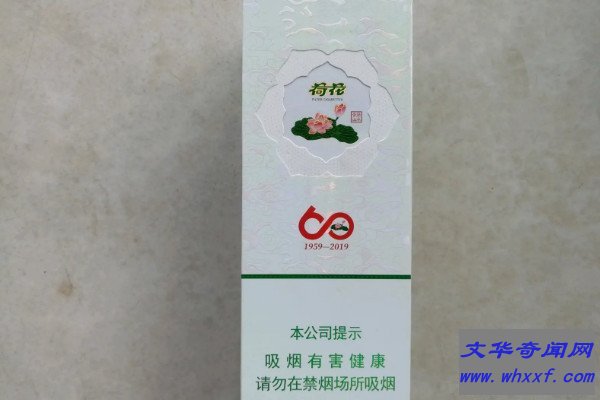 荷花
1959—2019
本公司提示
吸烟有害健康
请勿在禁烟场所吸烟
文华奇闻网
www.whxxf.com